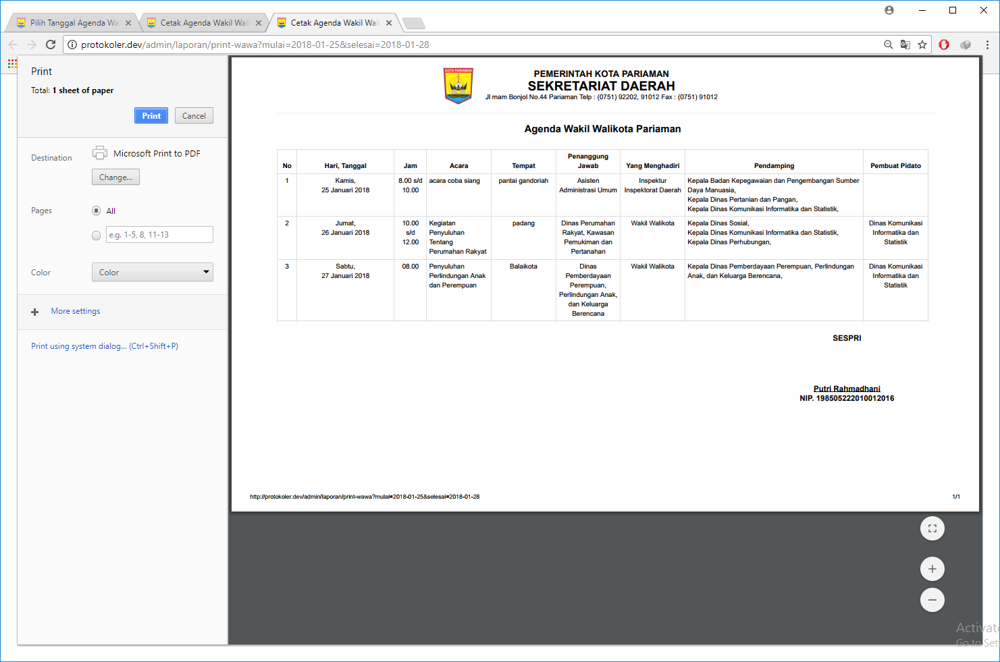 Pilih Tanggal Agenda Wa
Cetak Agenda Wakil Wal
Cetak Agenda Wakil Wal
protokoler.dev/admin/laporan/print-wawa?mulai=2018-01-25&selesai=2018-01-28
Print
Total: 1 sheet of paper
Print
Cancel
Destination
Microsoft Print to PDF
Change...
Pages
All
e.g. 1-5, 8, 11-13
Color
Color
More settings
Print using system dialog... (Ctrl+Shift+P)
KOTA PARIAMAN
PEMERINTAH KOTA PARIAMAN
SEKRETARIAT DAERAH
Jl mam Bonjol No.44 Pariaman Telp : (0751) 92202, 91012 Fax : (0751) 91012
Agenda Wakil Walikota Pariaman
No
Hari, Tanggal
Jam
Acara
Tempat
Penanggung
Jawab
Yang Menghadiri
Pendamping
Pembuat Pidato
1
Kamis,
25 Januari 2018
8.00 s/d
10.00
acara coba siang
pantai gandoriah
Asisten
Administrasi Umum
Inspektur
Inspektorat Daerah
Kepala Badan Kepegawaian dan Pengembangan Sumber
Daya Manuasia,
Kepala Dinas Pertanian dan Pangan,
Kepala Dinas Komunikasi Informatika dan Statistik,
2
Jumat,
26 Januari 2018
10.00
s/d
12.00
Kegiatan
Penyuluhan
Tentang
Perumahan Rakyat
padang
Dinas Perumahan
Rakyat, Kawasan
Pemukiman dan
Pertanahan
Wakil Walikota
Kepala Dinas Sosial,
Kepala Dinas Komunikasi Informatika dan Statistik,
Kepala Dinas Perhubungan,
Dinas Komunikasi
Informatika dan
Statistik
3
Sabtu,
27 Januari 2018
08.00
Penyuluhan
Perlindungan Anak
dan Perempuan
Balaikota
Dinas
Pemberdayaan
Perempuan,
Perlindungan Anak,
dan Keluarga
Berencana
Wakil Walikota
Kepala Dinas Pemberdayaan Perempuan, Perlindungan
Anak, dan Keluarga Berencana,
Dinas Komunikasi
Informatika dan
Statistik
SESPRI
Putri Rahmadhani
NIP. 198505222010012016
http://protokoler.dev/admin/laporan/print-wawa?mulai=2018-01-25&selesai=2018-01-28
1/1
Activat
Go to Set